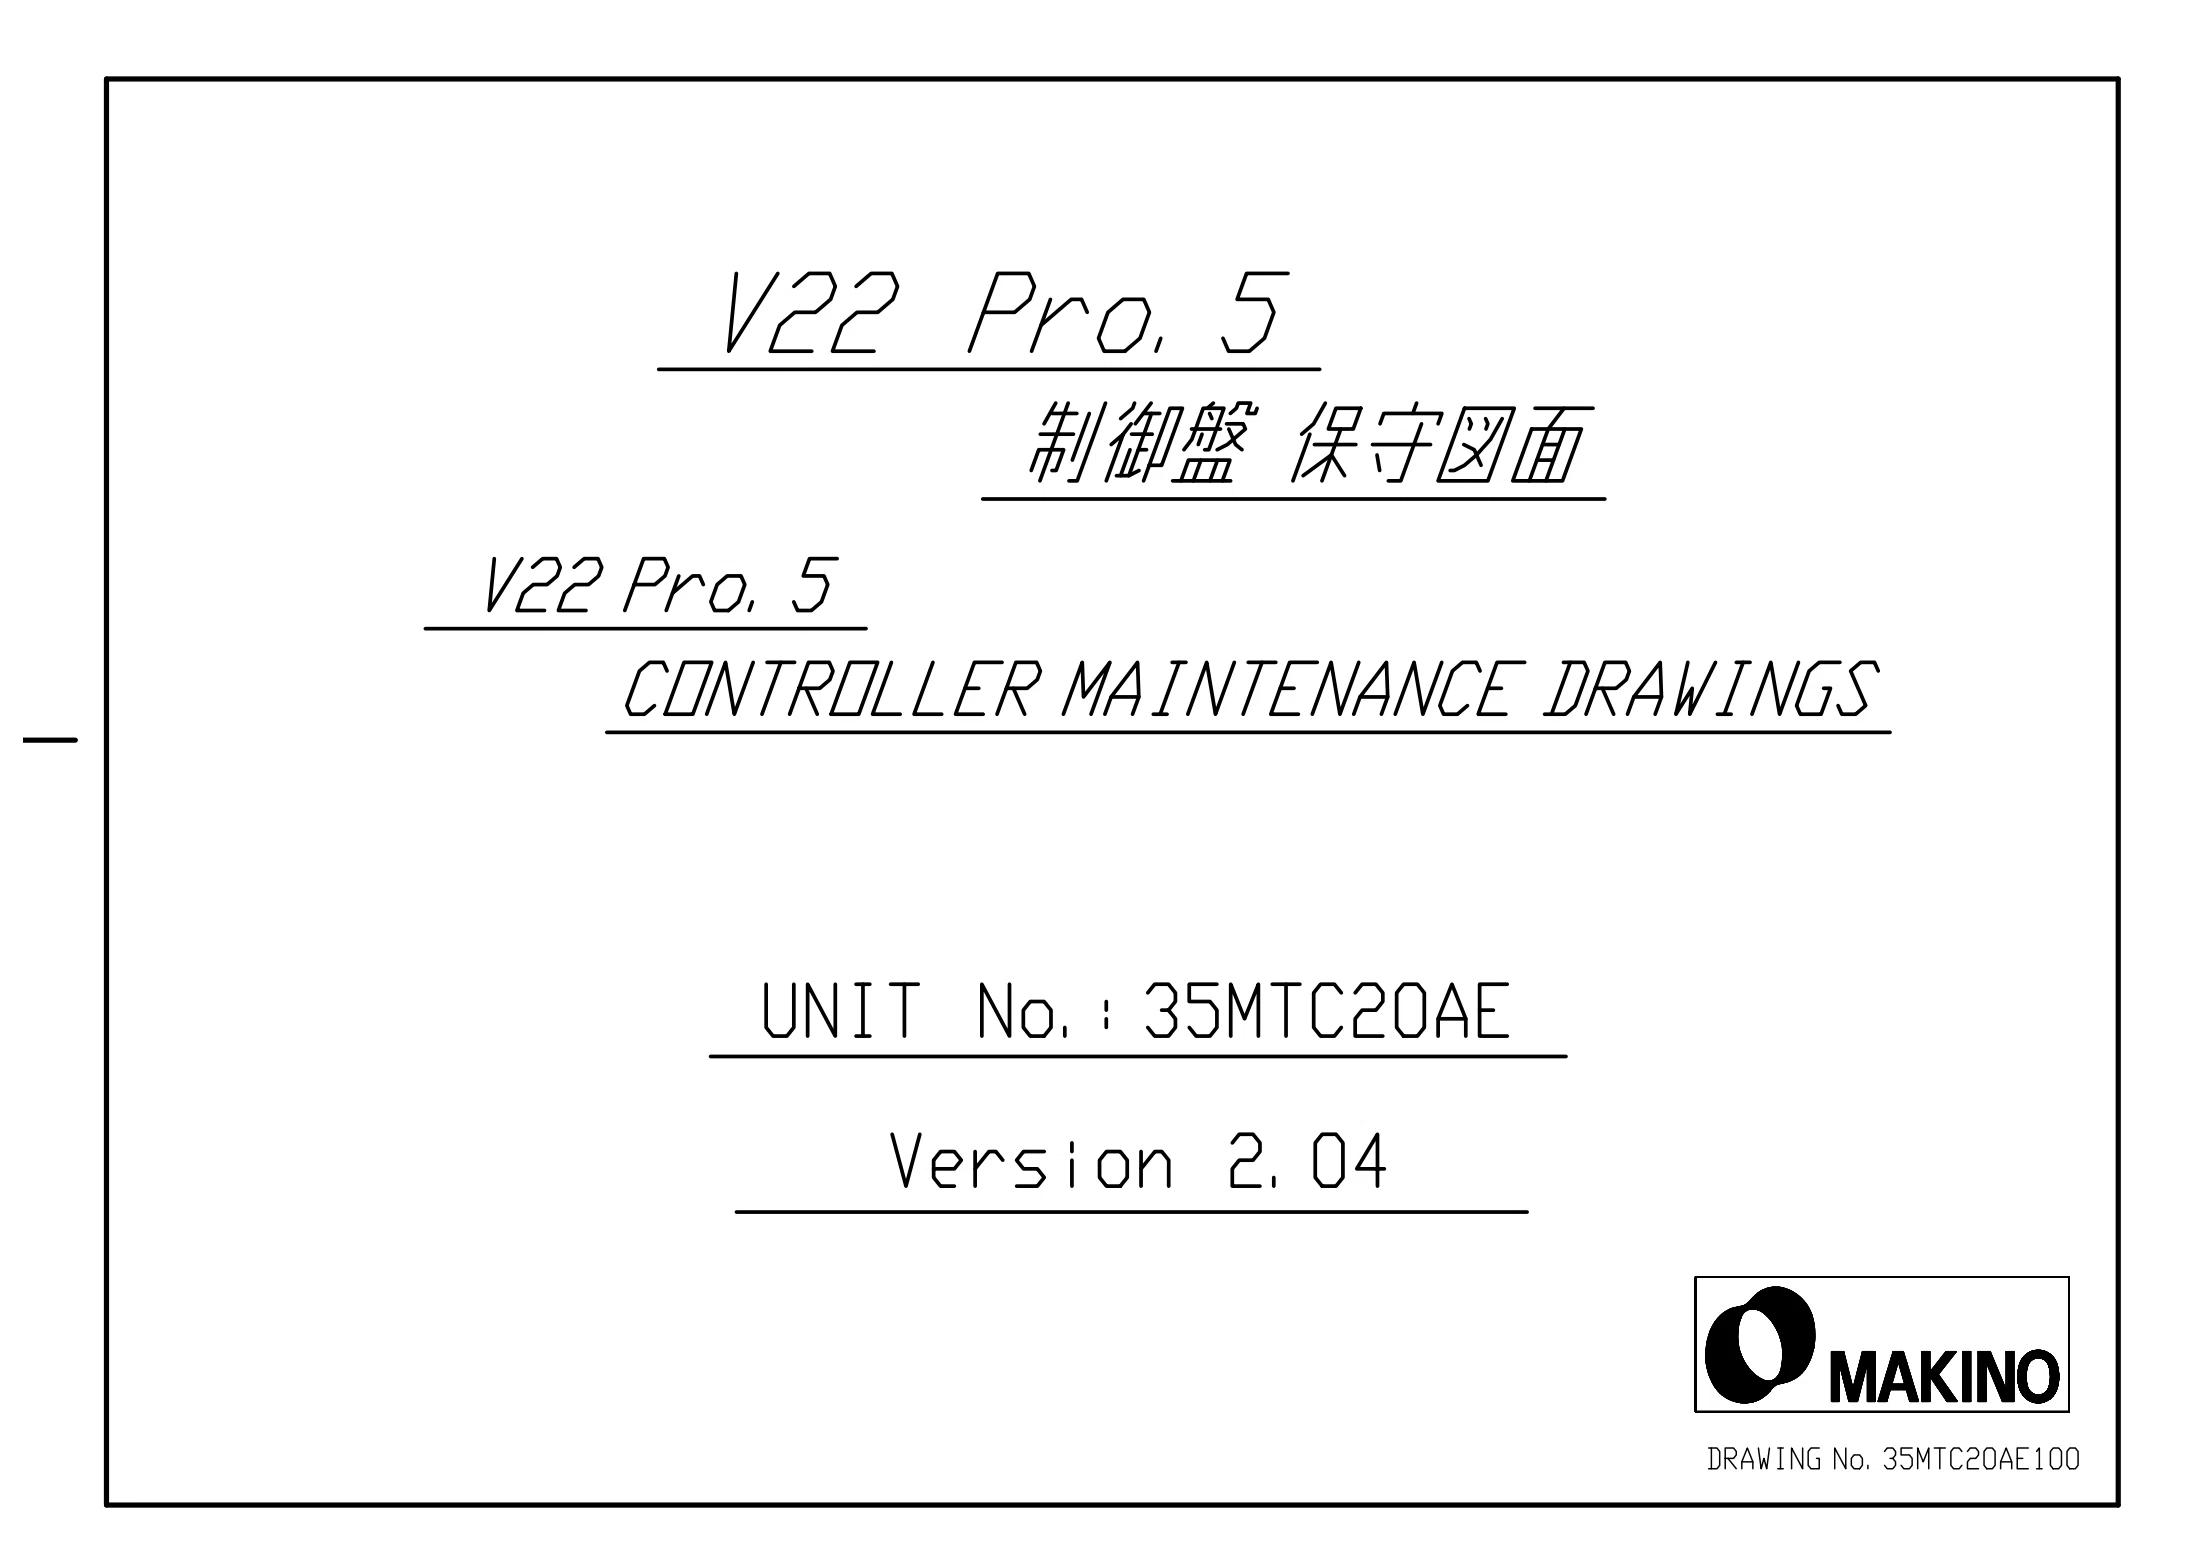 V22 Pro. 5
制御盤 保守図面
V22 Pro. 5
CONTROLLER MAINTENANCE DRAWINGS
UNIT No. : 35MTC20AE
Version 2. 04
MAKINO
DRAWING No. 35MTC20AE100